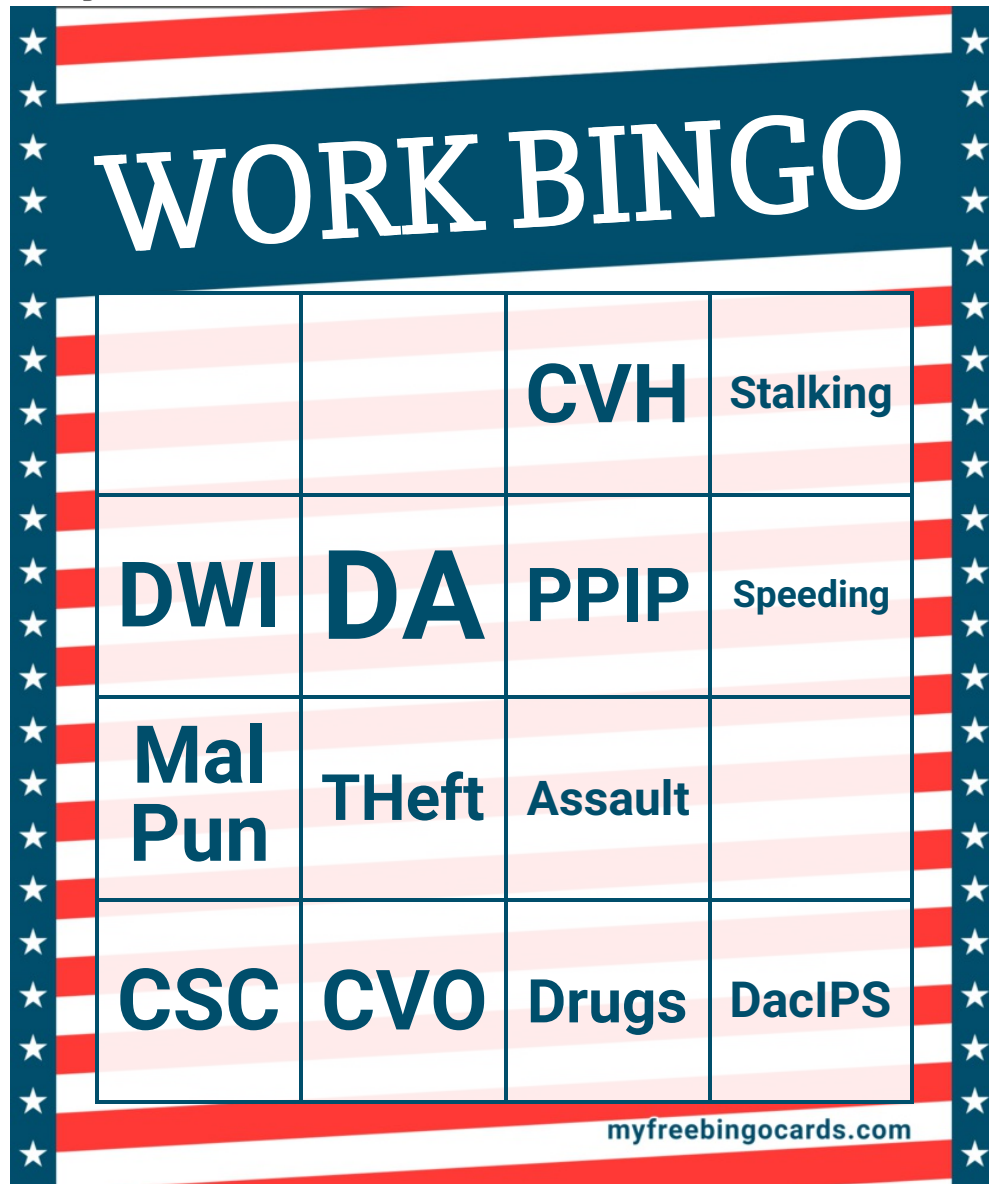 WORK BINGO
CVH
Stalking
DWI
DA
PPIP
Speeding
Mal
Pun
THeft
Assault
CSC
CVO
Drugs
DacIPS
myfreebingocards.com